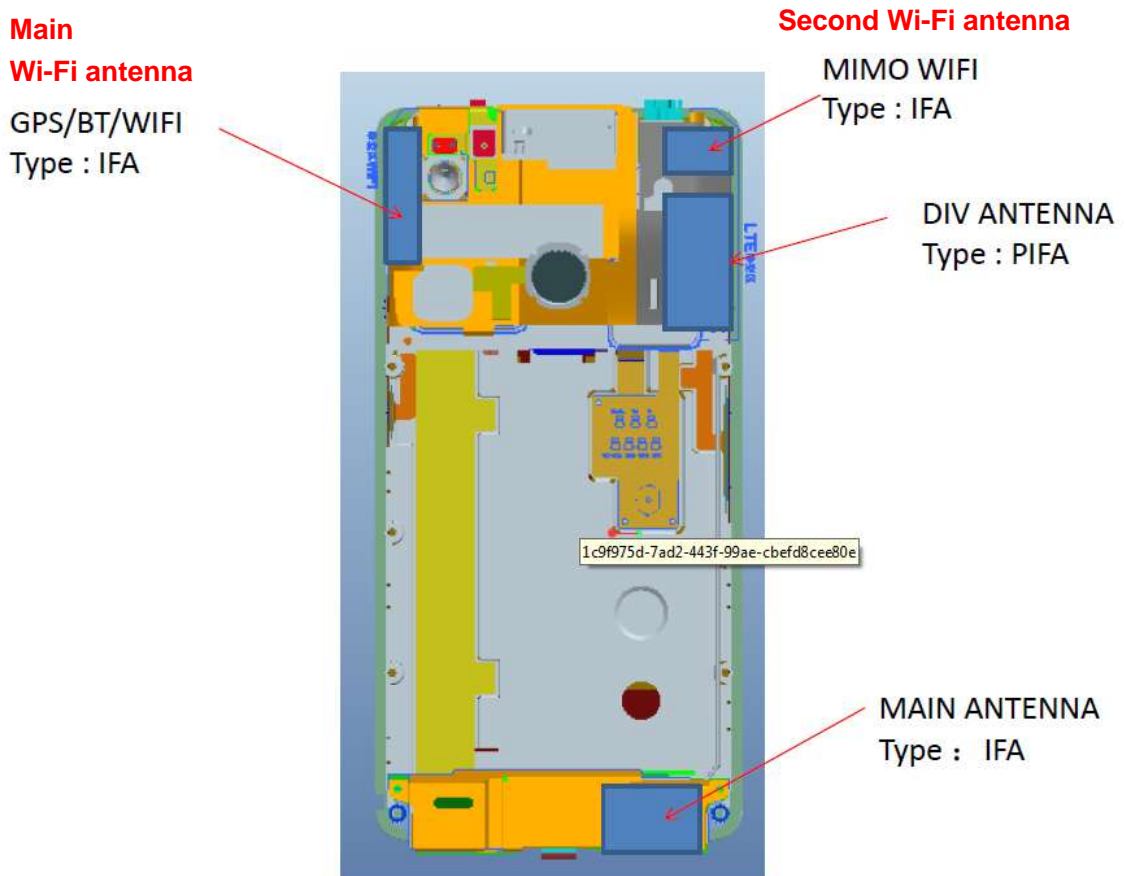 Main
Wi-Fi antenna
GPS/BT/WIFI
Type : IFA
Second Wi-Fi antenna
MIMO WIFI
Type : IFA
DIV ANTENNA
Type : PIFA
1c9f975d-7ad2-443f-99ae-cbefd8cee80e
MAIN ANTENNA
Type ： IFA